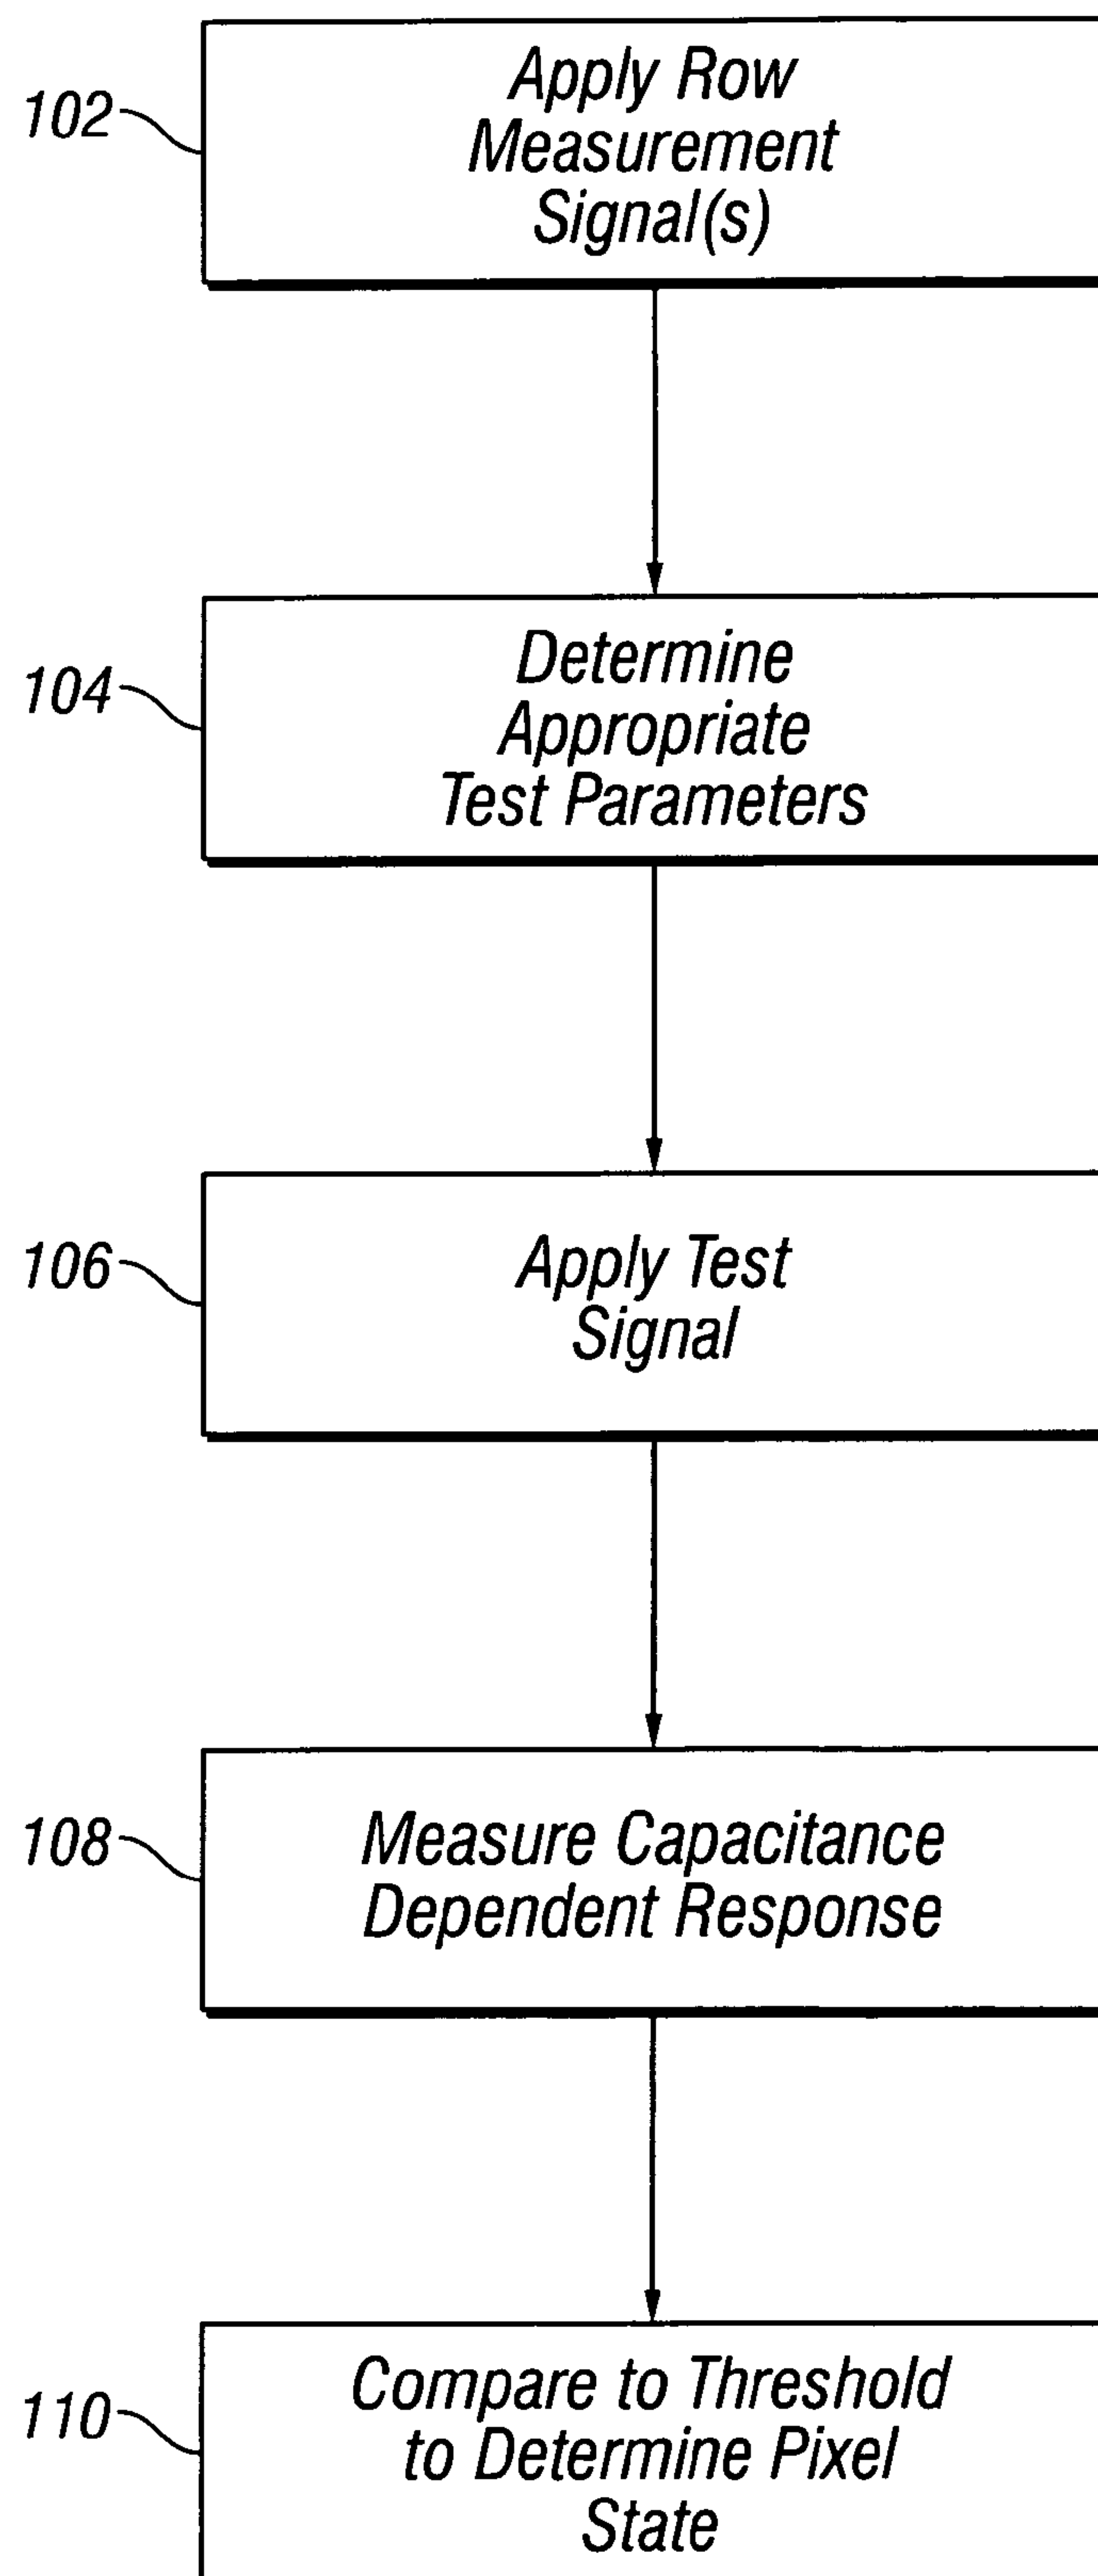 102
Apply Row
Measurement
Signal(s)
104
Determine
Appropriate
Test Parameters
106
Apply Test
Signal
108
Measure Capacitance
Dependent Response
110
Compare to Threshold
to Determine Pixel
State